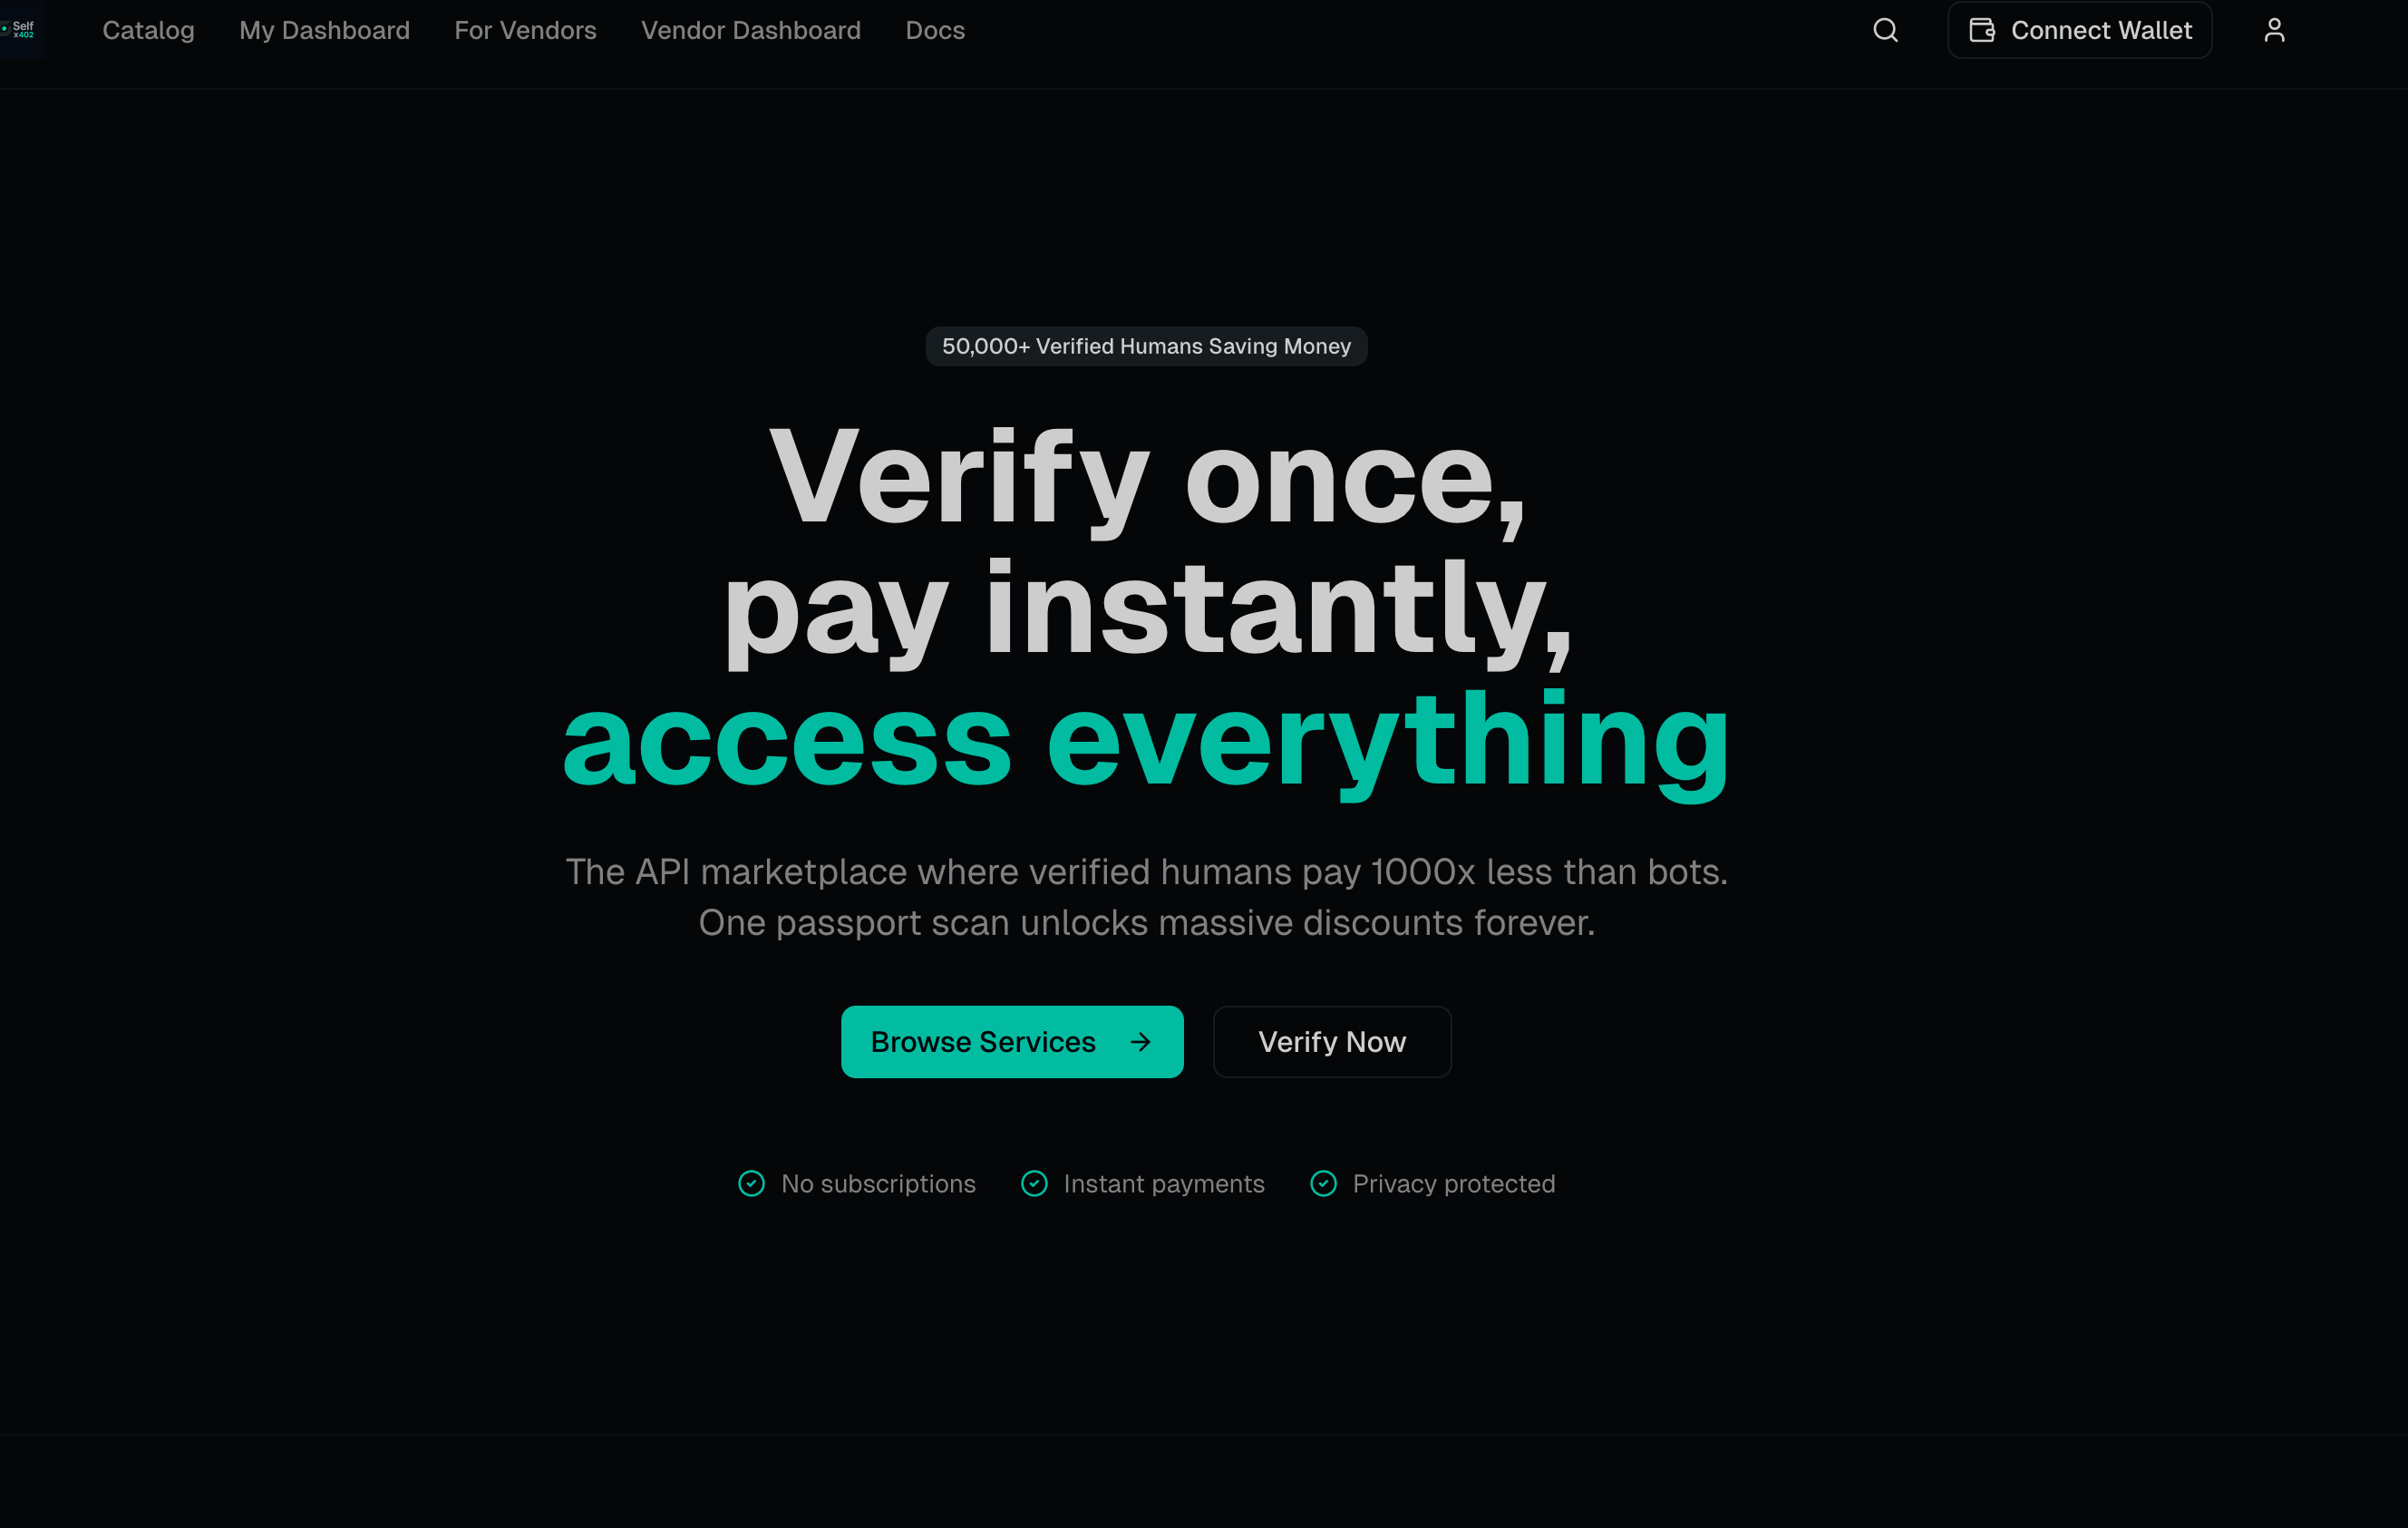 Self
x402
Catalog
My Dashboard
For Vendors
Vendor Dashboard
Docs
Connect Wallet
50,000+ Verified Humans Saving Money
Verify once,
pay instantly,
access everything
The API marketplace where verified humans pay 1000x less than bots.
One passport scan unlocks massive discounts forever.
Browse Services
Verify Now
No subscriptions
Instant payments
Privacy protected